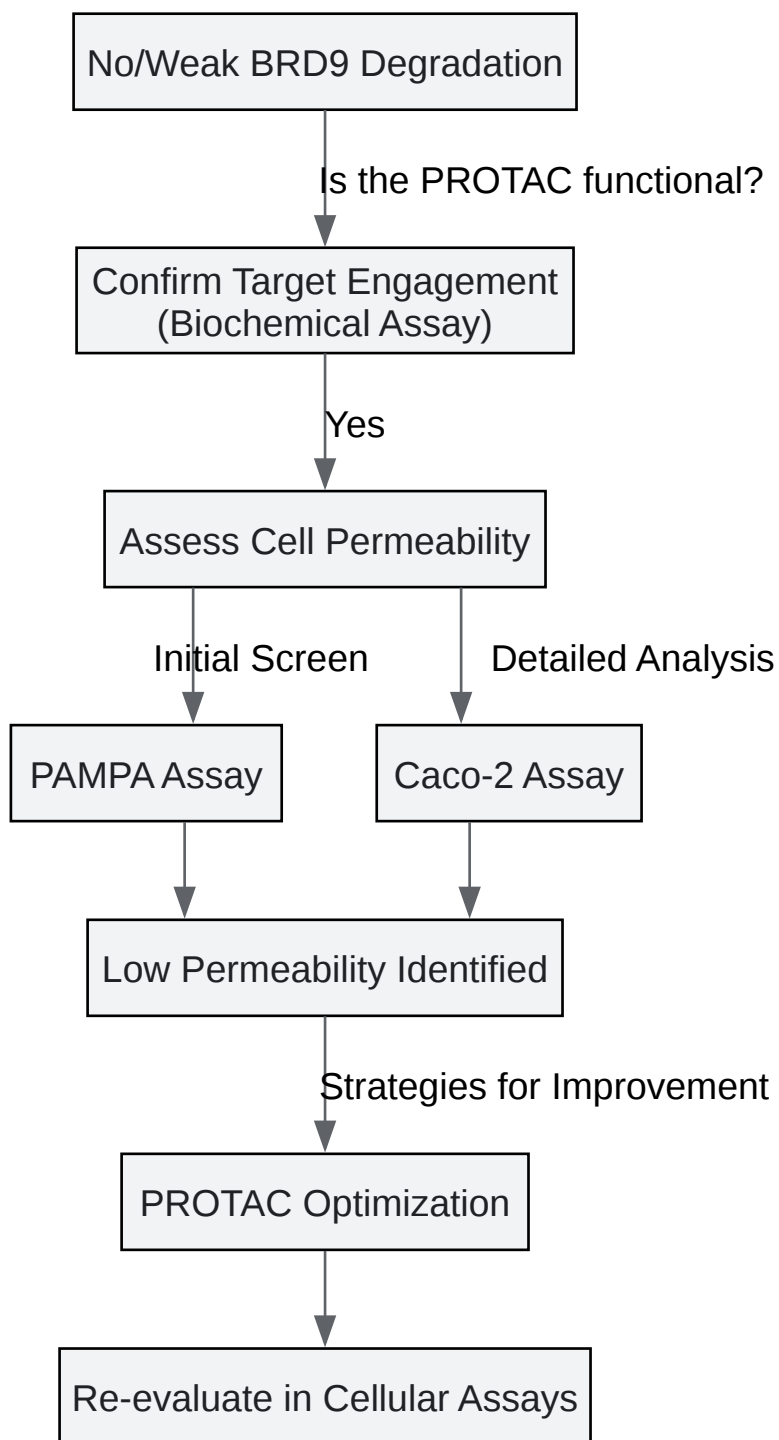 No/Weak BRD9 Degradation
Is the PROTAC functional?
Confirm Target Engagement
(Biochemical Assay)
Yes
Assess Cell Permeability
Initial Screen
Detailed Analysis
PAMPA Assay
Caco-2 Assay
Low Permeability Identified
Strategies for Improvement
PROTAC Optimization
Re-evaluate in Cellular Assays